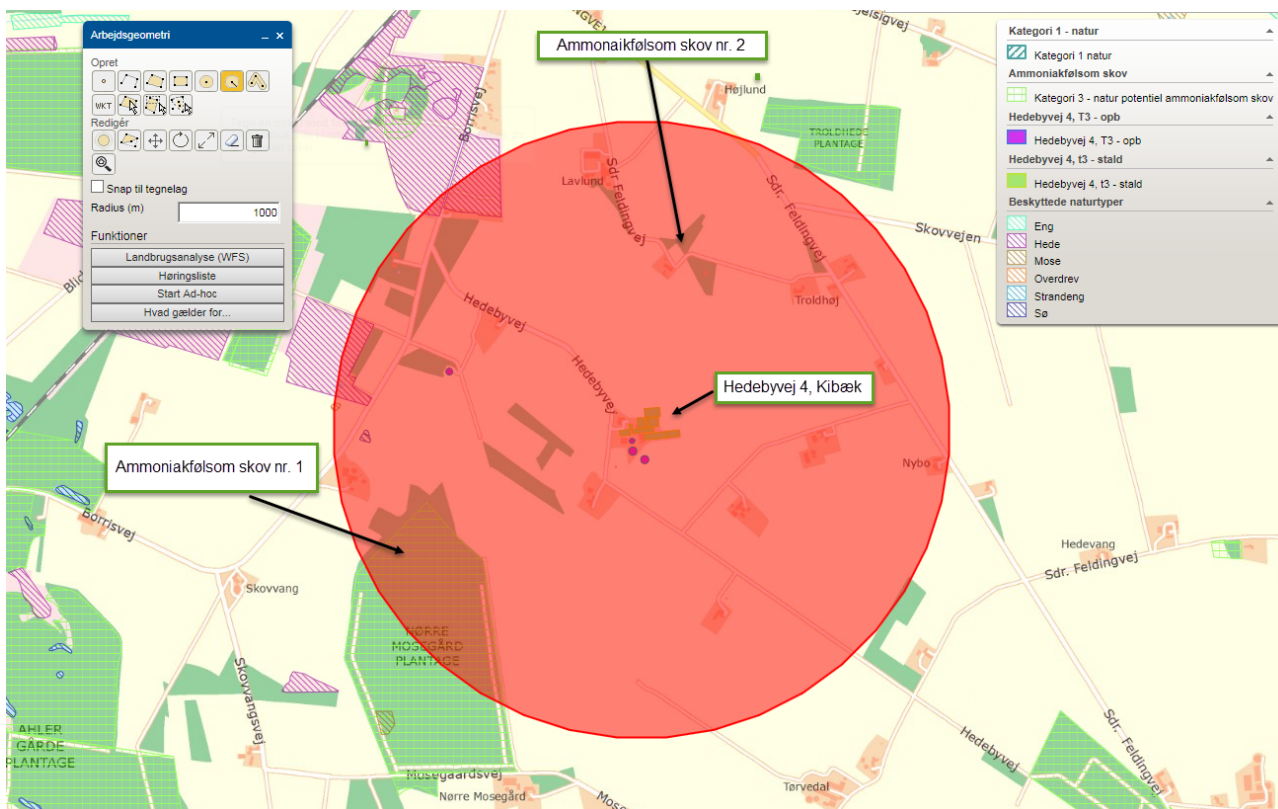 Arbejdsgeometri
Opret
WKT
Redigér
Snap til tegnelag
Radius (m)
1000
Funktioner
Landbrugsanalyse (WFS)
Høringsliste
Start Ad-hoc
Hvad gælder for...
Ammonaikfølsom skov nr. 2
Kategori 1 - natur
Kategori 1 natur
Ammoniakfølsom skov
Kategori 3 - natur potentiel ammoniakfølsom skov
Hedebyvej 4, T3 - opb
Hedebyvej 4, T3 - opb
Hedebyvej 4, t3 - stald
Hedebyvej 4, t3 - stald
Beskyttede naturtyper
Eng
Hede
Mose
Overdrev
Strandeng
Sø
Højlund
TROLDHEDE
PLANTAGE
Borrisvej
Lavlund
Sdr Feldingvej
Sdr. Feldingvej
Skovvejen
Troldhøj
Hedebyvej
Hedebyvej
Hedebyvej 4, Kibæk
Ammoniakfølsom skov nr. 1
Nybo
Borrisvej
Skovvang
Hedevang
Sdr. Feldingvej
NØRRE
MOSEGÅRD
PLANTAGE
Skovvangsvej
AHLER
GÅRDE
PLANTAGE
Hedebyvej
Sdr. Feldingvej
Mosegaardsvej
Nørre Mosegård
Tørvedal